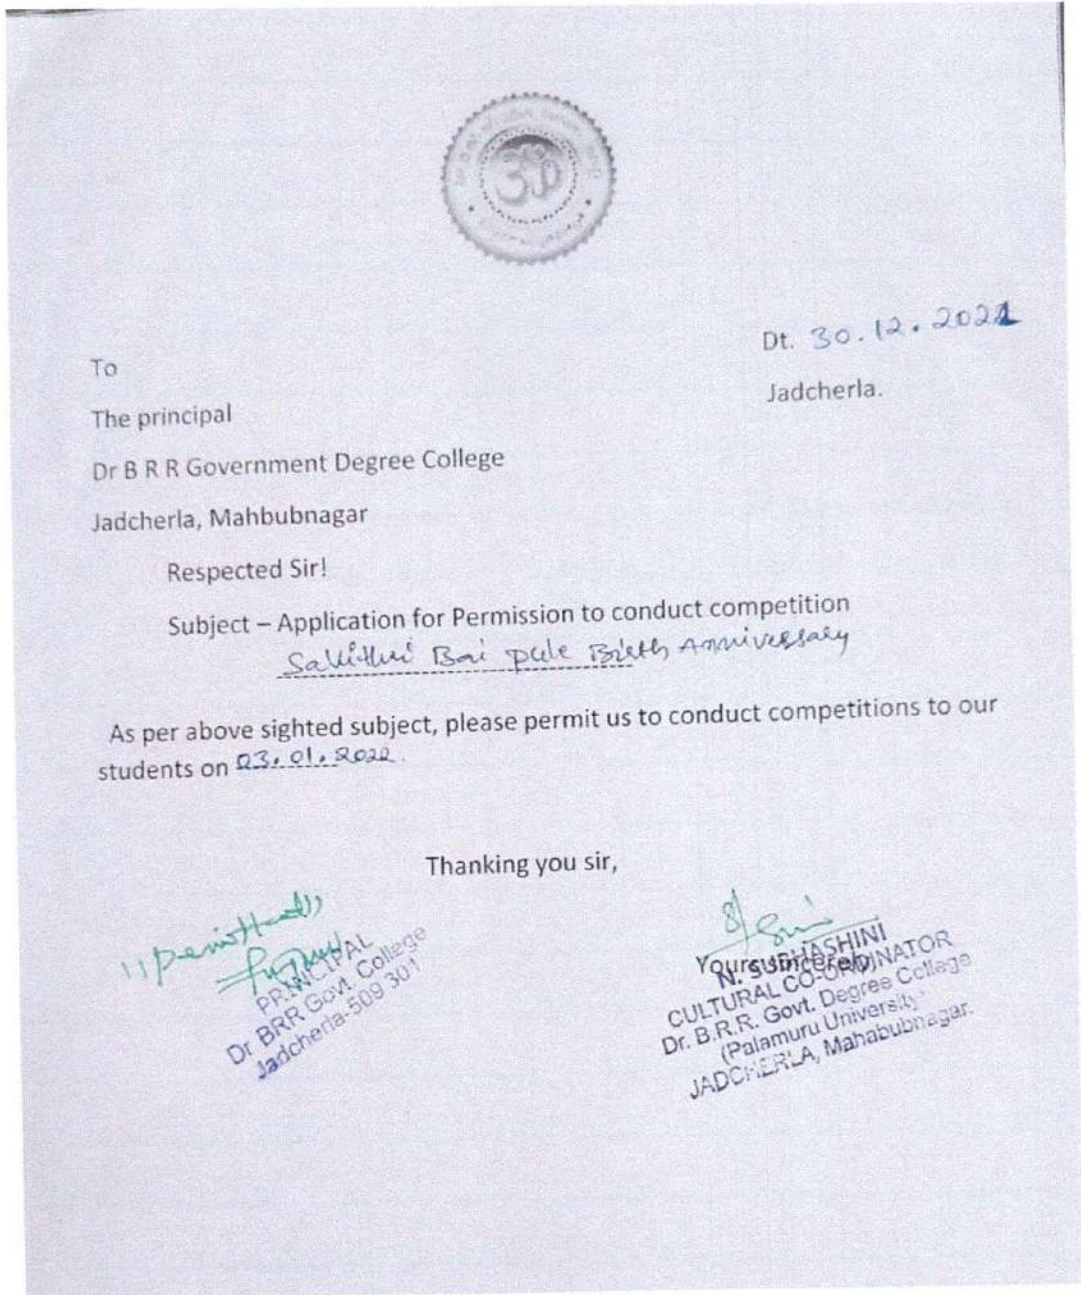 Dt. 30.12.2021
To
Jadcherla.
The principal
Dr B R R Government Degree College
Jadcherla, Mahbubnagar
Respected Sir!
Subject – Application for Permission to conduct competition
Savithri Bai pule Birth Anniversary
As per above sighted subject, please permit us to conduct competitions to our
students on 03.01.2022.
Thanking you sir,
"permitted"
PRINCIPAL
Dr BRR Govt. College
Jadcherla-509 301
Yours sincerely,
N. SUBHASHINI
CULTURAL CO-ORDINATOR
Dr. B.R.R. Govt. Degree College
(Palamuru University)
JADCHERLA, Mahabubnagar.